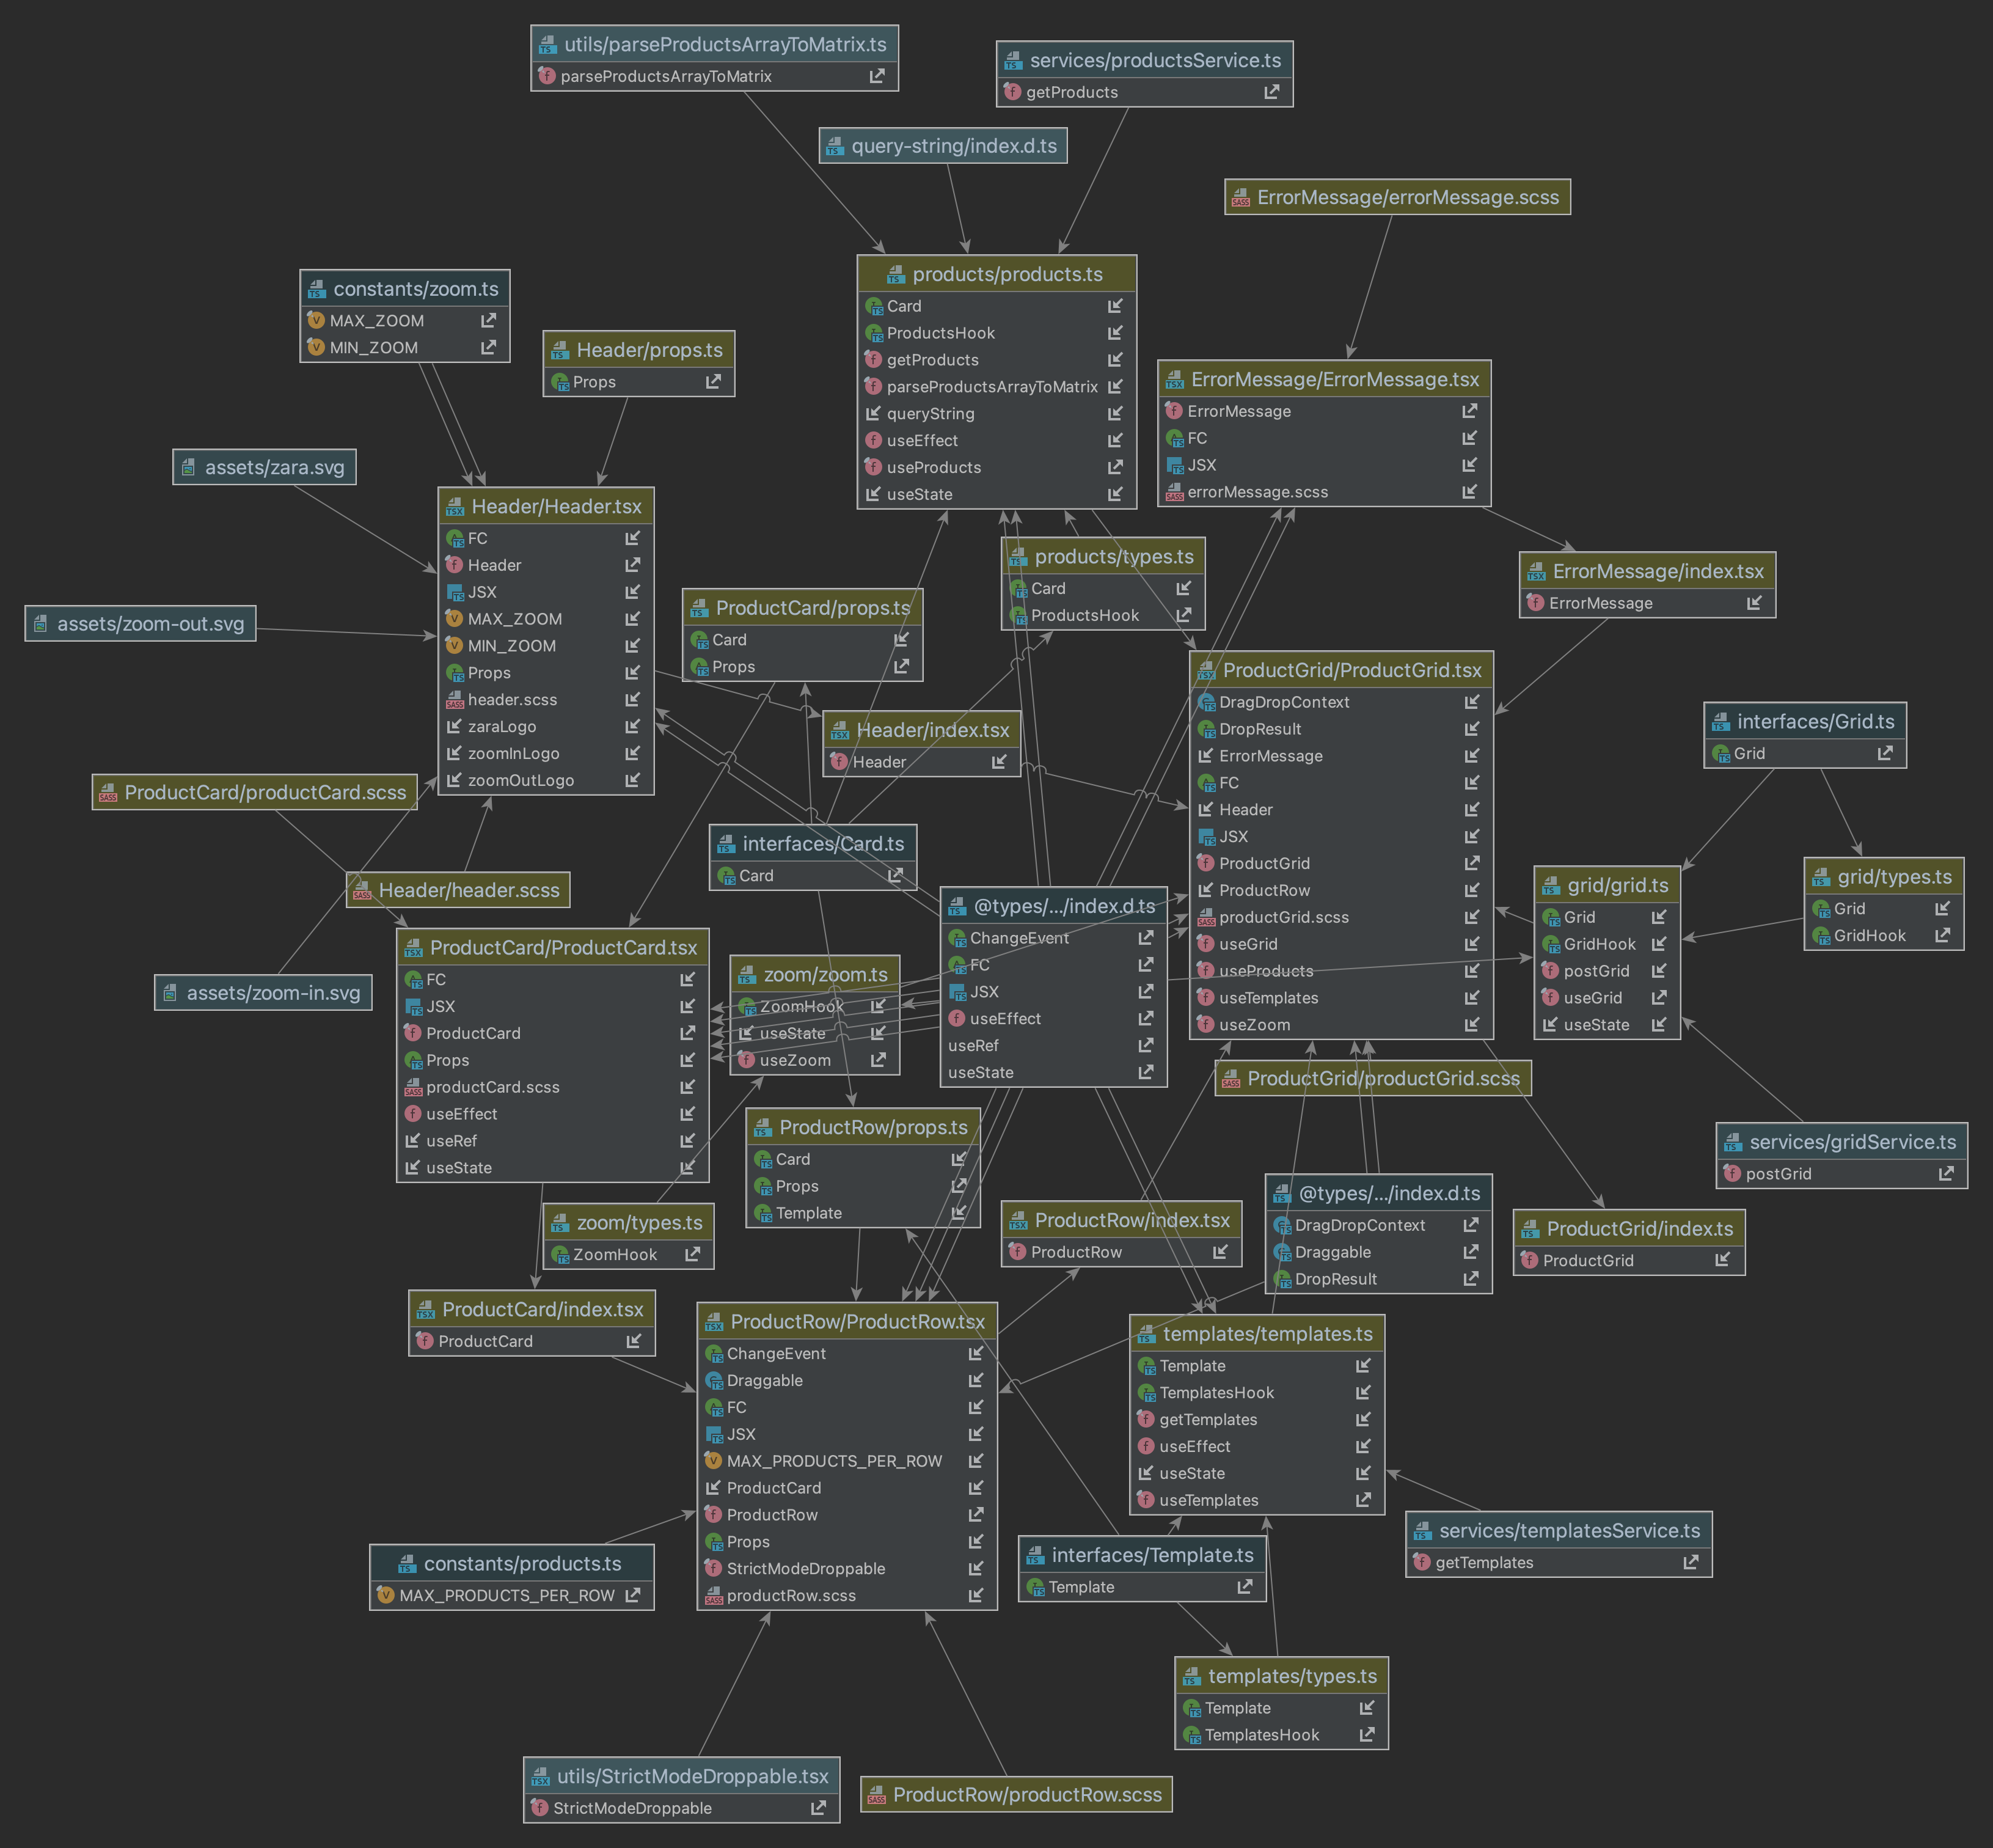 utils/parseProductsArrayToMatrix.ts
parseProductsArrayToMatrix
services/productsService.ts
getProducts
query-string/index.d.ts
ErrorMessage/errorMessage.scss
products/products.ts
Card
ProductsHook
getProducts
parseProductsArrayToMatrix
queryString
useEffect
useProducts
useState
constants/zoom.ts
MAX_ZOOM
MIN_ZOOM
Header/props.ts
Props
ErrorMessage/ErrorMessage.tsx
ErrorMessage
FC
JSX
errorMessage.scss
assets/zara.svg
Header/Header.tsx
FC
Header
JSX
MAX_ZOOM
MIN_ZOOM
Props
header.scss
zaraLogo
zoomInLogo
zoomOutLogo
products/types.ts
Card
ProductsHook
ErrorMessage/index.tsx
ErrorMessage
assets/zoom-out.svg
ProductCard/props.ts
Card
Props
ProductGrid/ProductGrid.tsx
DragDropContext
DropResult
ErrorMessage
FC
Header
JSX
ProductGrid
ProductRow
productGrid.scss
useGrid
useProducts
useTemplates
useZoom
Header/index.tsx
Header
interfaces/Grid.ts
Grid
ProductCard/productCard.scss
interfaces/Card.ts
Card
Header/header.scss
@types/.../index.d.ts
ChangeEvent
FC
JSX
useEffect
useRef
useState
grid/grid.ts
Grid
GridHook
postGrid
useGrid
useState
grid/types.ts
Grid
GridHook
ProductCard/ProductCard.tsx
FC
JSX
ProductCard
Props
productCard.scss
useEffect
useRef
useState
zoom/zoom.ts
ZoomHook
useState
useZoom
assets/zoom-in.svg
ProductGrid/productGrid.scss
ProductRow/props.ts
Card
Props
Template
services/gridService.ts
postGrid
zoom/types.ts
ZoomHook
ProductRow/index.tsx
ProductRow
@types/.../index.d.ts
DragDropContext
Draggable
DropResult
ProductGrid/index.ts
ProductGrid
ProductCard/index.tsx
ProductCard
ProductRow/ProductRow.tsx
ChangeEvent
Draggable
FC
JSX
MAX_PRODUCTS_PER_ROW
ProductCard
ProductRow
Props
StrictModeDroppable
productRow.scss
templates/templates.ts
Template
TemplatesHook
getTemplates
useEffect
useState
useTemplates
services/templatesService.ts
getTemplates
constants/products.ts
MAX_PRODUCTS_PER_ROW
interfaces/Template.ts
Template
templates/types.ts
Template
TemplatesHook
utils/StrictModeDroppable.tsx
StrictModeDroppable
ProductRow/productRow.scss